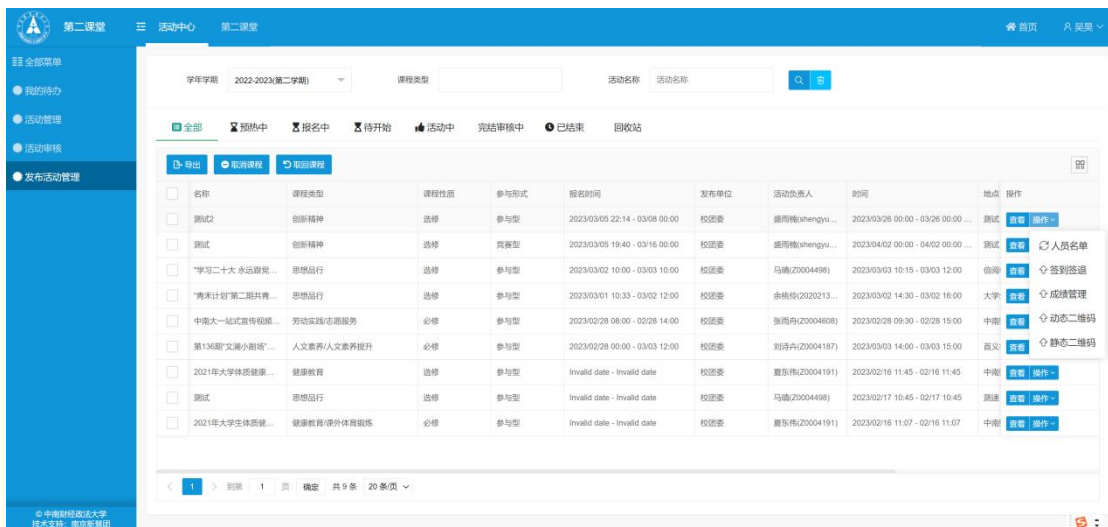 第二课堂 活动中心 第二课堂 首页 吴昊
全部菜单
我的待办
活动管理
活动审核
发布活动管理
学年学期 2022-2023(第二学期) 课程类型 活动名称 活动名称
全部 预热中 报名中 待开始 活动中 完结审核中 已结束 回收站
导出 取消课程 取回课程
名称 课程类型 课程性质 参与形式 报名时间 发布单位 活动负责人 时间 地点 操作
测试2 创新精神 选修 参与型 2023/03/05 22:14 - 03/08 00:00 校团委 盛雨锋(shengyu... 2023/03/26 00:00 - 03/26 00:00 ... 测试 查看 操作
测试 创新精神 选修 竞赛型 2023/03/05 19:40 - 03/16 00:00 校团委 盛雨锋(shengyu... 2023/04/02 00:00 - 04/02 00:00 ... 测试 查看 人员名单
"学习二十大 永远跟党... 思想品行 选修 参与型 2023/03/02 10:00 - 03/03 10:00 校团委 马晴(Z0004498) 2023/03/03 10:15 - 03/03 12:00 查看 签到签退
"青禾计划"第二期共青... 思想品行 选修 参与型 2023/03/01 10:33 - 03/02 12:00 校团委 余桃伶(2020213... 2023/03/02 14:30 - 03/02 16:00 大学 查看 成绩管理
中南大一站式宣传视频... 劳动实践/志愿服务 必修 参与型 2023/02/28 08:00 - 02/28 14:00 校团委 张雨舟(Z0004608) 2023/02/28 09:30 - 02/28 15:00 中南 查看 动态二维码
第136期"文澜小剧场"... 人文素养/人文素养提升 必修 参与型 2023/02/28 00:00 - 03/03 12:00 校团委 刘诗卉(Z0004187) 2023/03/03 14:00 - 03/03 15:00 首义 查看 静态二维码
2021年大学体质健康... 健康教育 选修 参与型 Invalid date - Invalid date 校团委 夏东伟(Z0004191) 2023/02/16 11:45 - 02/16 11:45 中南 查看 操作
测试 思想品行 选修 参与型 Invalid date - Invalid date 校团委 马晴(Z0004498) 2023/02/17 10:45 - 02/17 10:45 测速 查看 操作
2021年大学生体质健... 健康教育/课外体育锻炼 必修 参与型 Invalid date - Invalid date 校团委 夏东伟(Z0004191) 2023/02/16 11:07 - 02/16 11:07 中南 查看 操作
1 到第 1 页 确定 共 9 条 20 条/页
© 中南财经政法大学
技术支持：南京新慧团